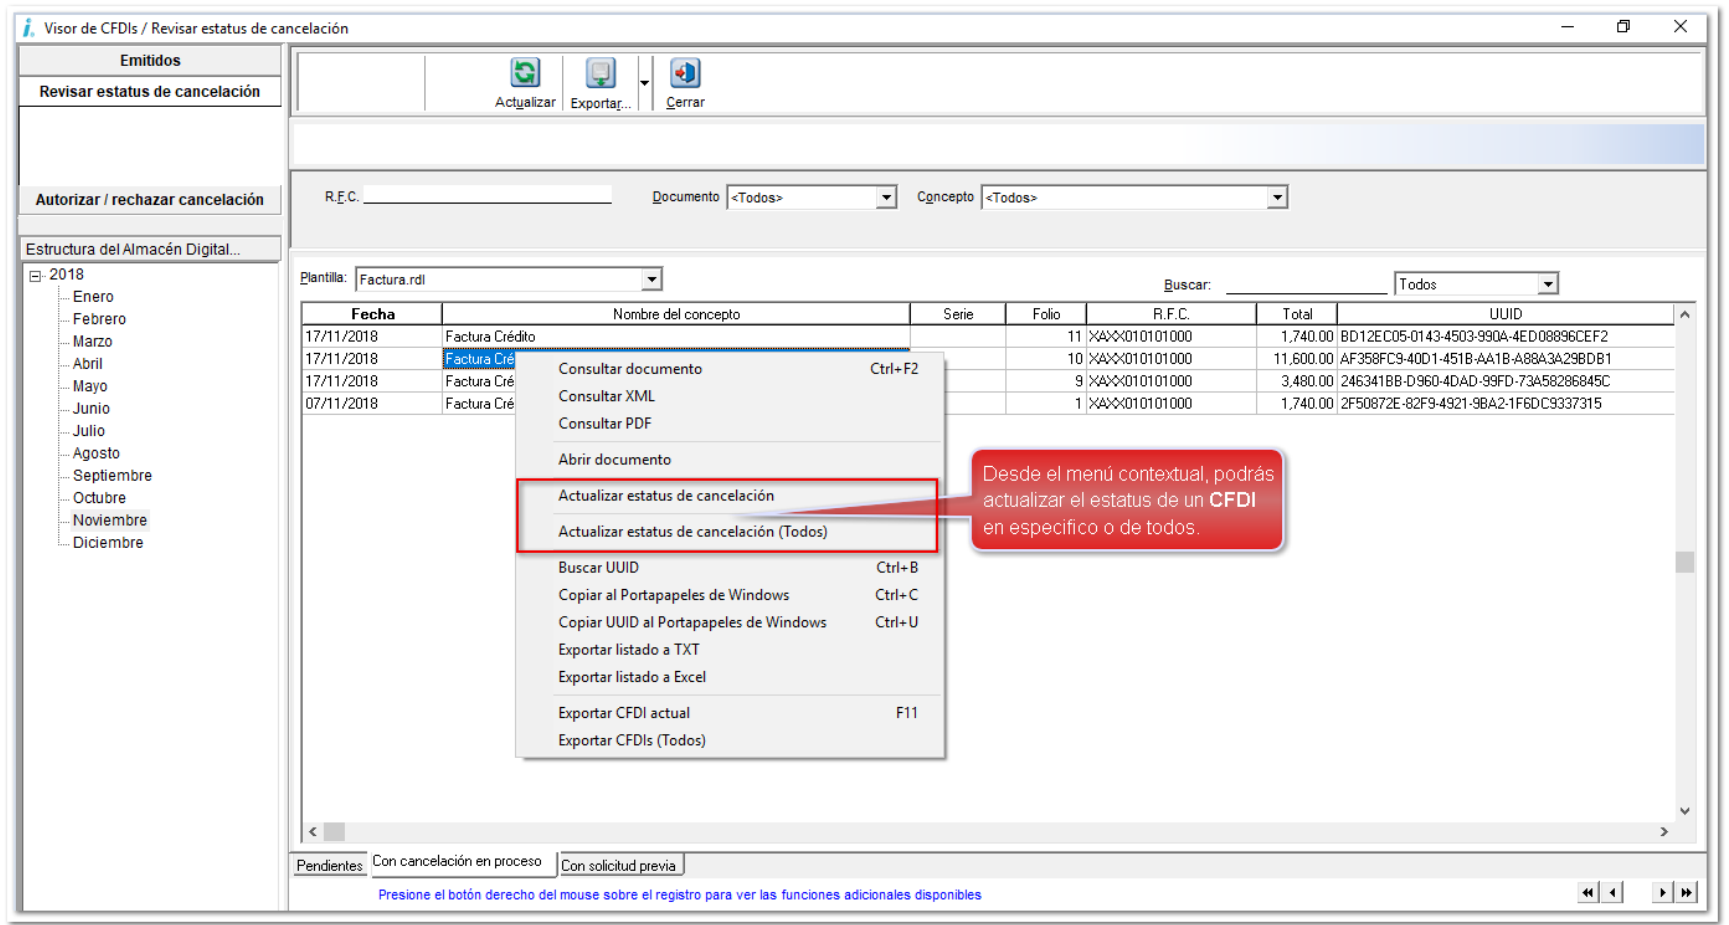 Visor de CFDIs / Revisar estatus de cancelación
Emitidos
Revisar estatus de cancelación
Autorizar / rechazar cancelación
Estructura del Almacén Digital...
2018
Enero
Febrero
Marzo
Abril
Mayo
Junio
Julio
Agosto
Septiembre
Octubre
Noviembre
Diciembre
Actualizar
Exportar...
Cerrar
R.F.C.
Documento <Todos>
Concepto <Todos>
Plantilla: Factura.rdl
Buscar: Todos
Fecha Nombre del concepto Serie Folio R.F.C. Total UUID
17/11/2018 Factura Crédito 11 XAXX010101000 1,740.00 BD12EC05-0143-4503-990A-4ED08896CEF2
17/11/2018 Factura Cré 10 XAXX010101000 11,600.00 AF358FC9-40D1-451B-AA1B-A88A3A29BDB1
17/11/2018 Factura Cré 9 XAXX010101000 3,480.00 246341BB-D960-4DAD-99FD-73A58286845C
07/11/2018 Factura Cré 1 XAXX010101000 1,740.00 2F50872E-82F9-4921-9BA2-1F6DC9337315
Consultar documento Ctrl+F2
Consultar XML
Consultar PDF
Abrir documento
Actualizar estatus de cancelación
Actualizar estatus de cancelación (Todos)
Buscar UUID Ctrl+B
Copiar al Portapapeles de Windows Ctrl+C
Copiar UUID al Portapapeles de Windows Ctrl+U
Exportar listado a TXT
Exportar listado a Excel
Exportar CFDI actual F11
Exportar CFDIs (Todos)
Desde el menú contextual, podrás
actualizar el estatus de un CFDI
en especifico o de todos.
Pendientes
Con cancelación en proceso
Con solicitud previa
Presione el botón derecho del mouse sobre el registro para ver las funciones adicionales disponibles